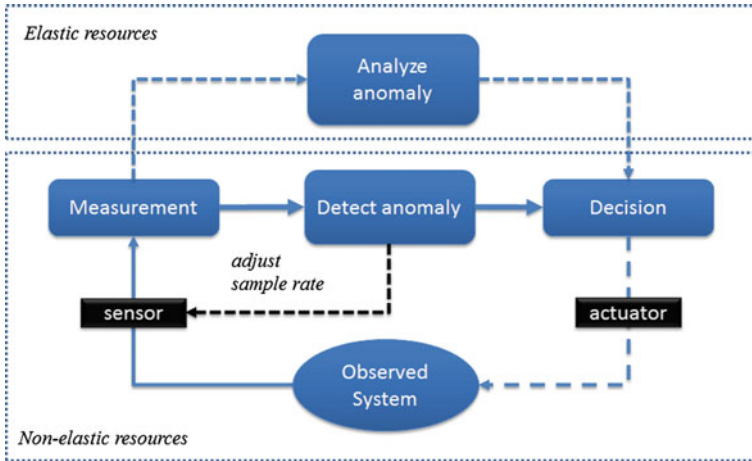 Elastic resources
Analyze
anomaly
Measurement
Detect anomaly
Decision
adjust
sample rate
sensor
actuator
Observed
System
Non-elastic resources